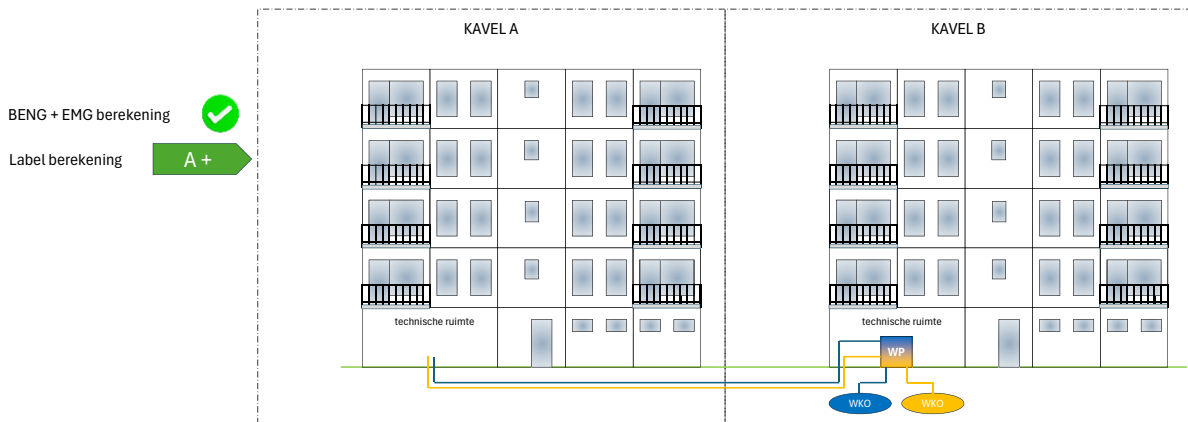 KAVEL A
KAVEL B
BENG + EMG berekening
Label berekening
A +
technische ruimte
technische ruimte
WP
WKO
WKO